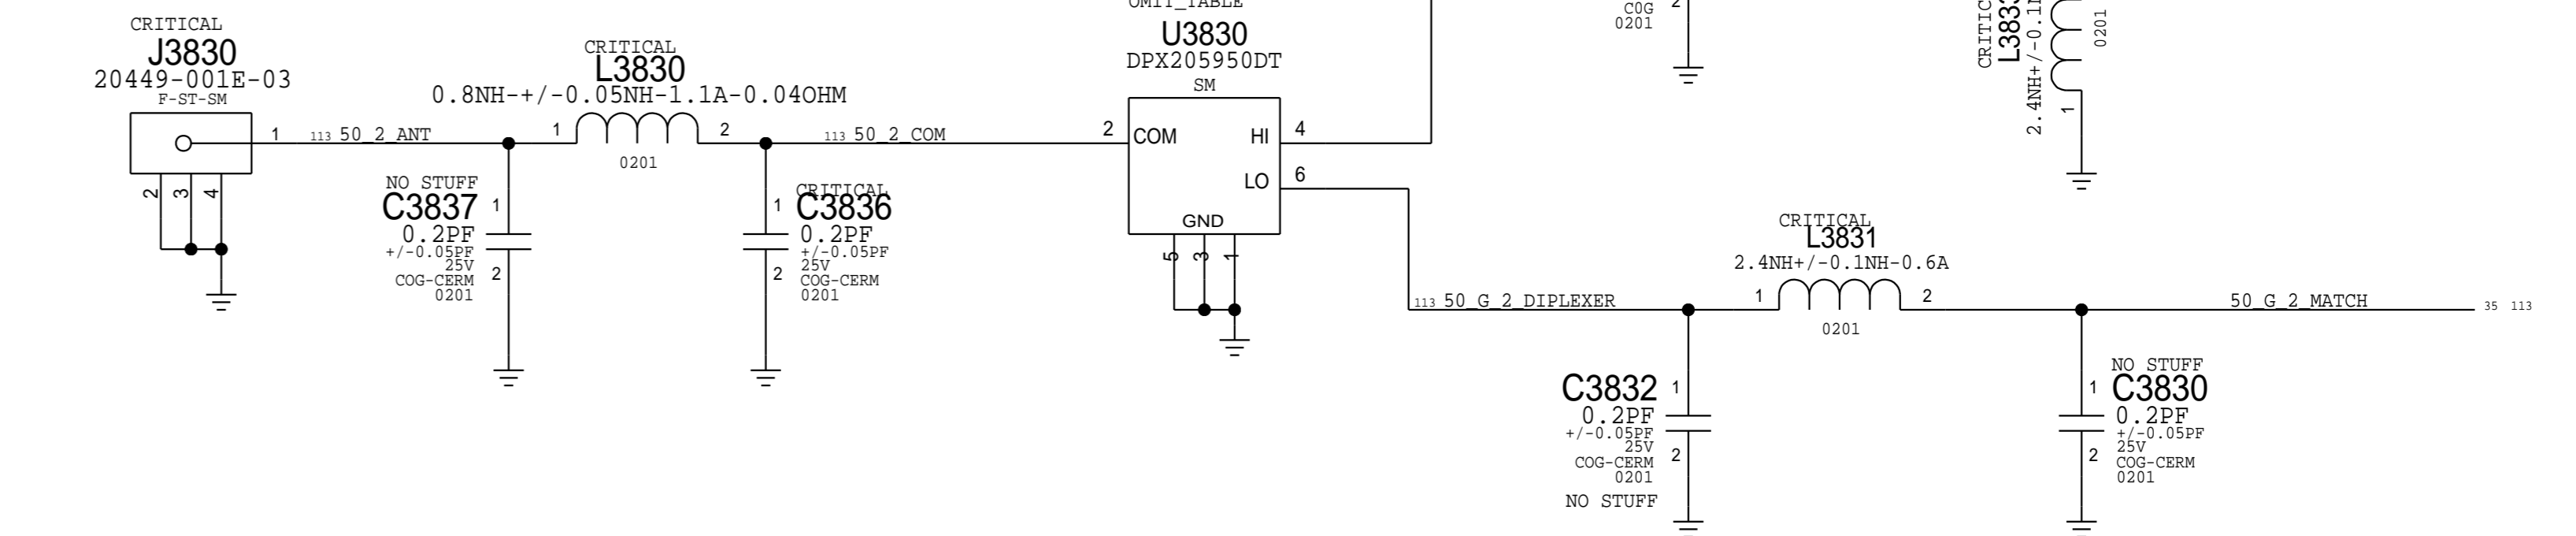 CRITICAL
J3830
20449-001E-03
F-ST-SM
1
2
3
4
113 50_2_ANT
CRITICAL
L3830
0.8NH-+/-0.05NH-1.1A-0.04OHM
1
2
0201
NO STUFF
C3837
0.2PF
+/-0.05PF
25V
COG-CERM
0201
1
2
113 50_2_COM
CRITICAL
C3836
0.2PF
+/-0.05PF
25V
COG-CERM
0201
1
2
OMIT_TABLE
U3830
DPX205950DT
SM
2
COM
HI
4
LO
6
GND
5
3
1
2
C0G
0201
CRITIC
L3833
2.4NH+/-0.1
0201
1
113 50_G_2_DIPLEXER
CRITICAL
L3831
2.4NH+/-0.1NH-0.6A
1
2
0201
50_G_2_MATCH
35 113
C3832
0.2PF
+/-0.05PF
25V
COG-CERM
0201
NO STUFF
1
2
NO STUFF
C3830
0.2PF
+/-0.05PF
25V
COG-CERM
0201
1
2